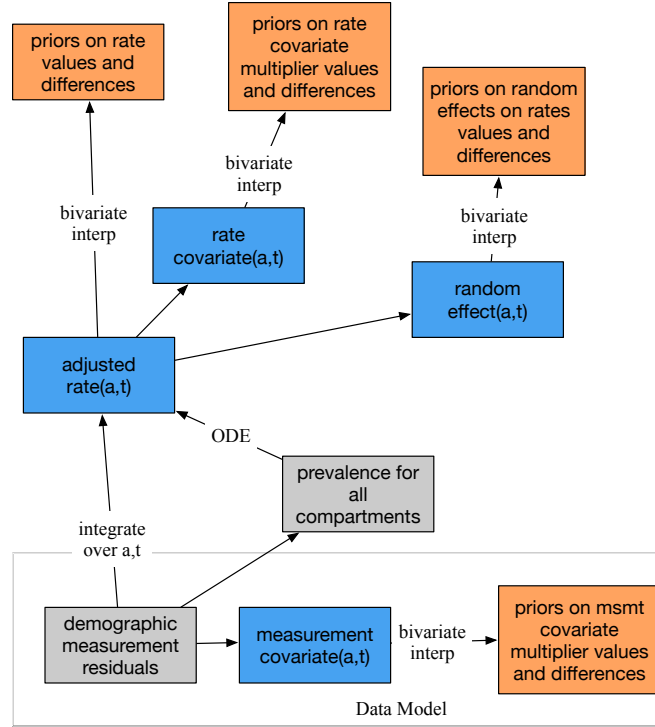 priors on rate
values and
differences
priors on rate
covariate
multiplier values
and differences
priors on random
effects on rates
values and
differences
bivariate
interp
bivariate
interp
bivariate
interp
rate
covariate(a,t)
random
effect(a,t)
adjusted
rate(a,t)
ODE
prevalence for
all
compartments
integrate
over a,t
demographic
measurement
residuals
measurement
covariate(a,t)
bivariate
interp
priors on msmt
covariate
multiplier values
and differences
Data Model